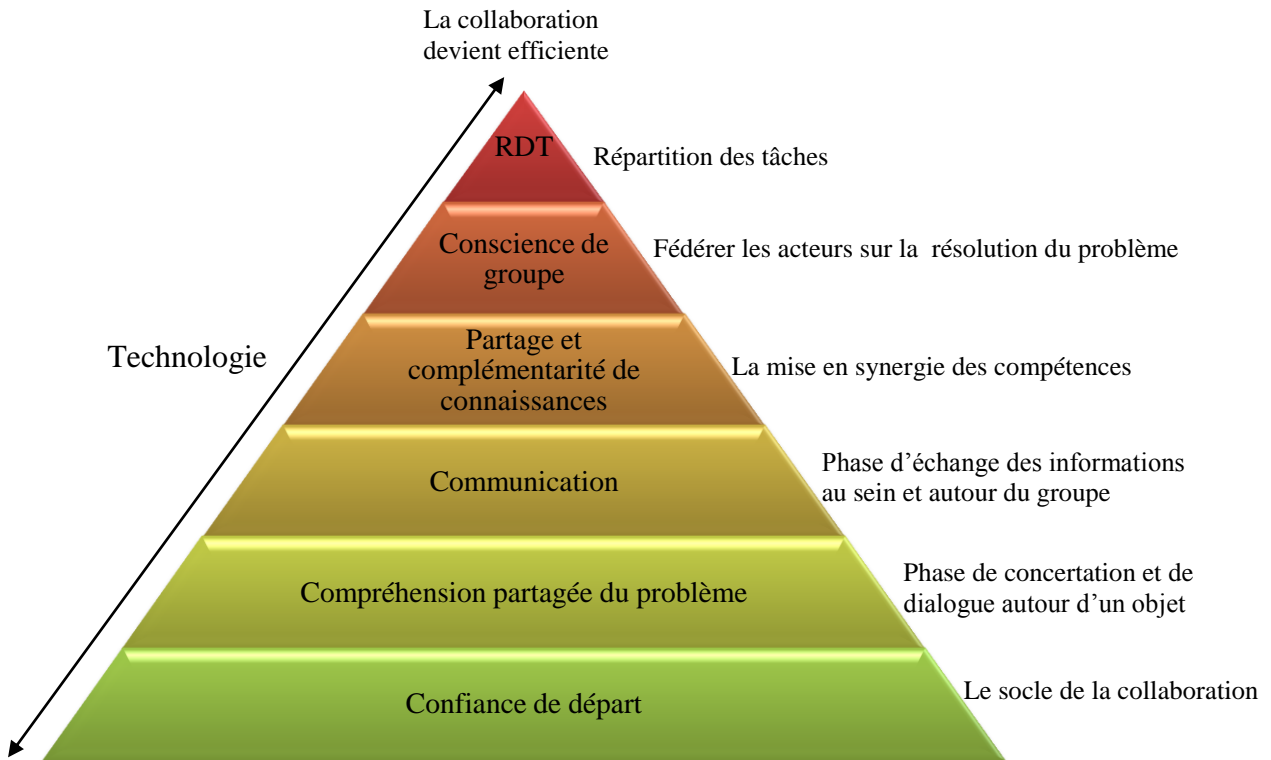 La collaboration
devient efficiente
RDT
Répartition des tâches
Conscience de
groupe
Fédérer les acteurs sur la résolution du problème
Technologie
Partage et
complémentarité de
connaissances
La mise en synergie des compétences
Communication
Phase d’échange des informations
au sein et autour du groupe
Compréhension partagée du problème
Phase de concertation et de
dialogue autour d’un objet
Confiance de départ
Le socle de la collaboration